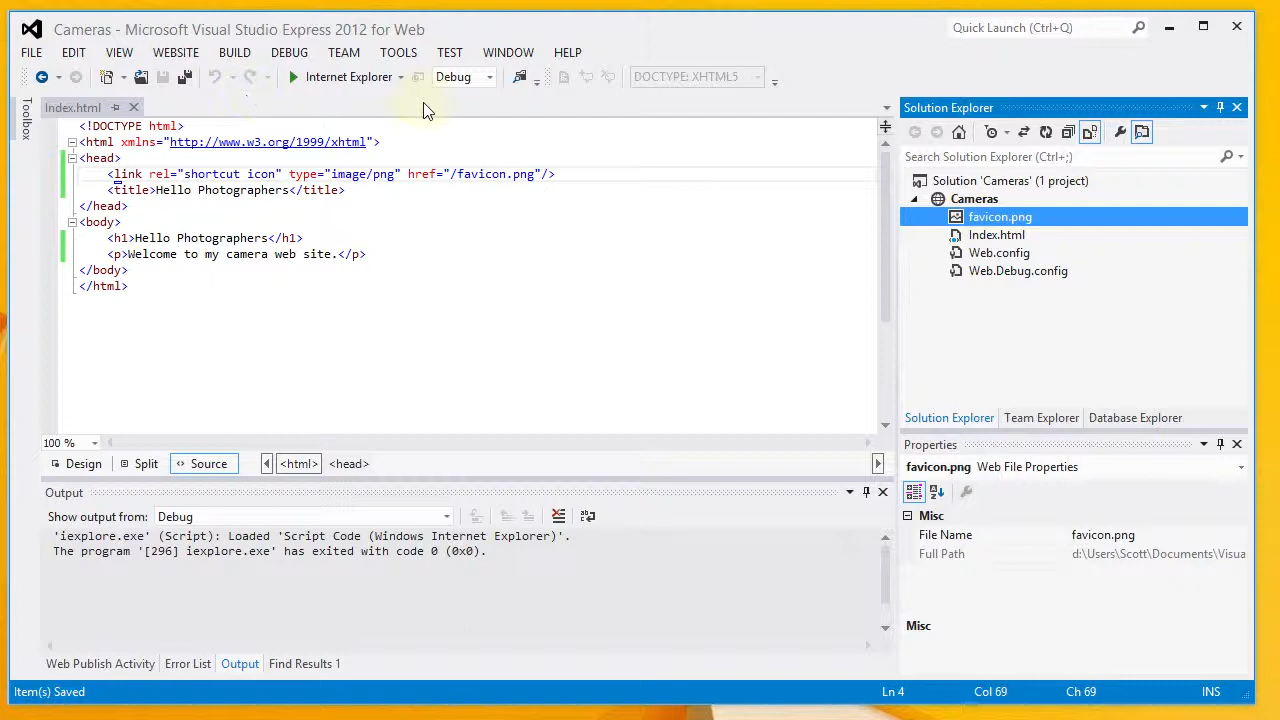 Cameras - Microsoft Visual Studio Express 2012 for Web
Quick Launch (Ctrl+Q)
FILE EDIT VIEW WEBSITE BUILD DEBUG TEAM TOOLS TEST WINDOW HELP
Internet Explorer Debug DOCTYPE: XHTML5
Toolbox
Index.html
<!DOCTYPE html>
<html xmlns="http://www.w3.org/1999/xhtml">
<head>
<link rel="shortcut icon" type="image/png" href="/favicon.png"/>
<title>Hello Photographers</title>
</head>
<body>
<h1>Hello Photographers</h1>
<p>Welcome to my camera web site.</p>
</body>
</html>
100 %
Design Split Source <html> <head>
Output
Show output from: Debug
'iexplore.exe' (Script): Loaded 'Script Code (Windows Internet Explorer)'.
The program '[296] iexplore.exe' has exited with code 0 (0x0).
Web Publish Activity Error List Output Find Results 1
Solution Explorer
Search Solution Explorer (Ctrl+;)
Solution 'Cameras' (1 project)
Cameras
favicon.png
Index.html
Web.config
Web.Debug.config
Solution Explorer Team Explorer Database Explorer
Properties
favicon.png Web File Properties
Misc
File Name favicon.png
Full Path d:\Users\Scott\Documents\Visua
Misc
Item(s) Saved Ln 4 Col 69 Ch 69 INS